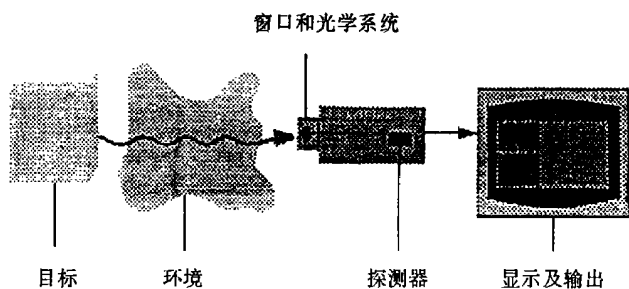 窗口和光学系统
目标
环境
探测器
显示及输出